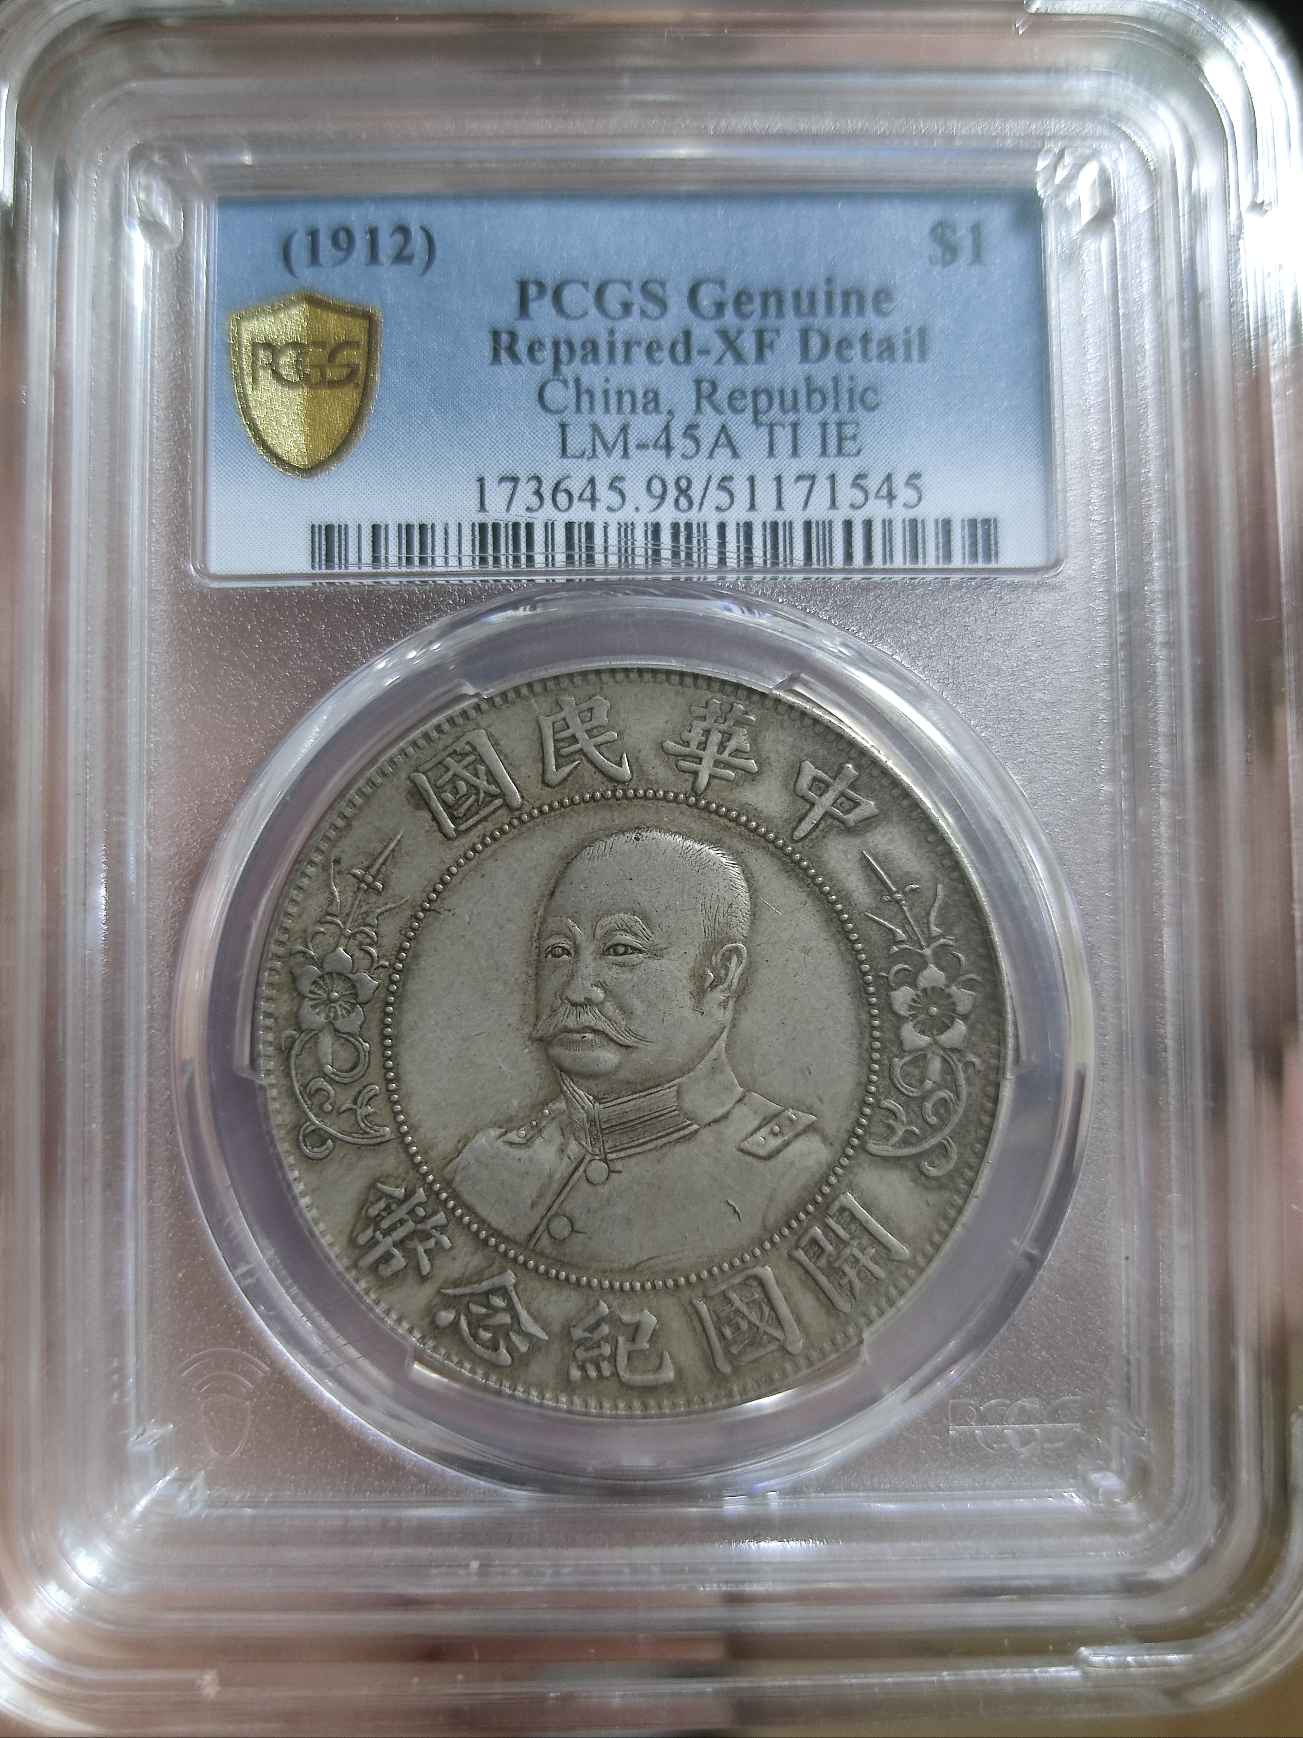 (1912) $1
PCGS Genuine
Repaired-XF Detail
China, Republic
LM-45A TI IE
173645.98/51171545
PCGS
中華民國
開國紀念幣
PCGS